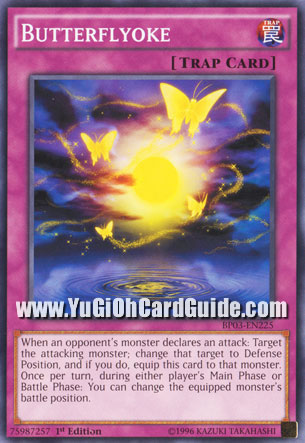 BUTTERFLYOKE
TRAP
罠
[TRAP CARD]
BP03-EN225
www.YuGiOhCardGuide.com
When an opponent's monster declares an attack: Target
the attacking monster; change that target to Defense
Position, and if you do, equip this card to that monster.
Once per turn, during either player's Main Phase or
Battle Phase: You can change the equipped monster's
battle position.
75987257 1st Edition ©1996 KAZUKI TAKAHASHI